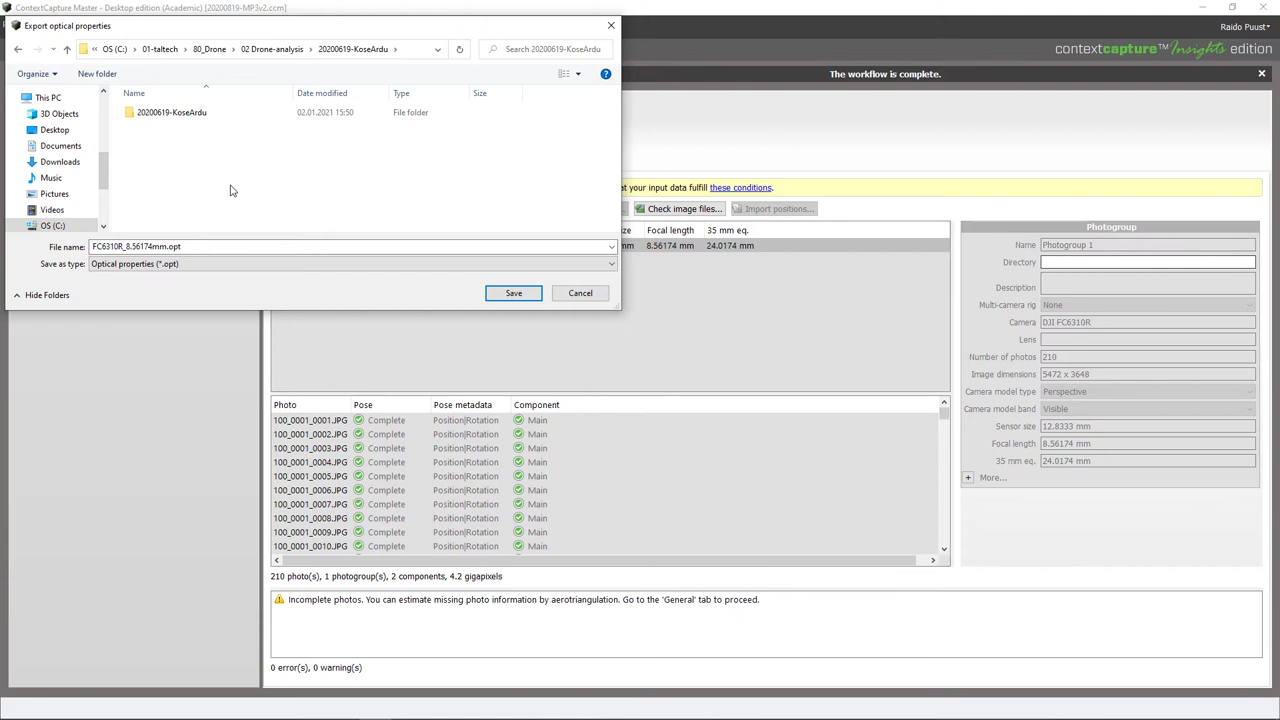 ContextCapture Master - Desktop edition (Academic) [20200819-MP3v2.ccm]
Export optical properties
Raido Puust
OS (C:) › 01-taltech › 80_Drone › 02 Drone-analysis › 20200619-KoseArdu ›
Search 20200619-KoseArdu
contextcapture™ Insights edition
Organize
New folder
The workflow is complete.
This PC
Name
Date modified
Type
Size
3D Objects
20200619-KoseArdu
02.01.2021 15:50
File folder
Desktop
Documents
Downloads
Music
Pictures
at your input data fulfill these conditions.
Videos
Check image files...
Import positions...
OS (C:)
Focal length
35 mm eq.
Photogroup
File name:
FC6310R_8.56174mm.opt
mm
8.56174 mm
24.0174 mm
Name
Photogroup 1
Save as type:
Optical properties (*.opt)
Directory
Hide Folders
Save
Cancel
Description
Multi-camera rig
None
Camera
DJI FC6310R
Lens
Number of photos
210
Image dimensions
5472 x 3648
Camera model type
Perspective
Camera model band
Visible
Sensor size
12.8333 mm
Focal length
8.56174 mm
35 mm eq.
24.0174 mm
More...
Photo Pose Pose metadata Component
100_0001_0001.JPG Complete Position|Rotation Main
100_0001_0002.JPG Complete Position|Rotation Main
100_0001_0003.JPG Complete Position|Rotation Main
100_0001_0004.JPG Complete Position|Rotation Main
100_0001_0005.JPG Complete Position|Rotation Main
100_0001_0006.JPG Complete Position|Rotation Main
100_0001_0007.JPG Complete Position|Rotation Main
100_0001_0008.JPG Complete Position|Rotation Main
100_0001_0009.JPG Complete Position|Rotation Main
100_0001_0010.JPG Complete Position|Rotation Main
210 photo(s), 1 photogroup(s), 2 components, 4.2 gigapixels
Incomplete photos. You can estimate missing photo information by aerotriangulation. Go to the 'General' tab to proceed.
0 error(s), 0 warning(s)